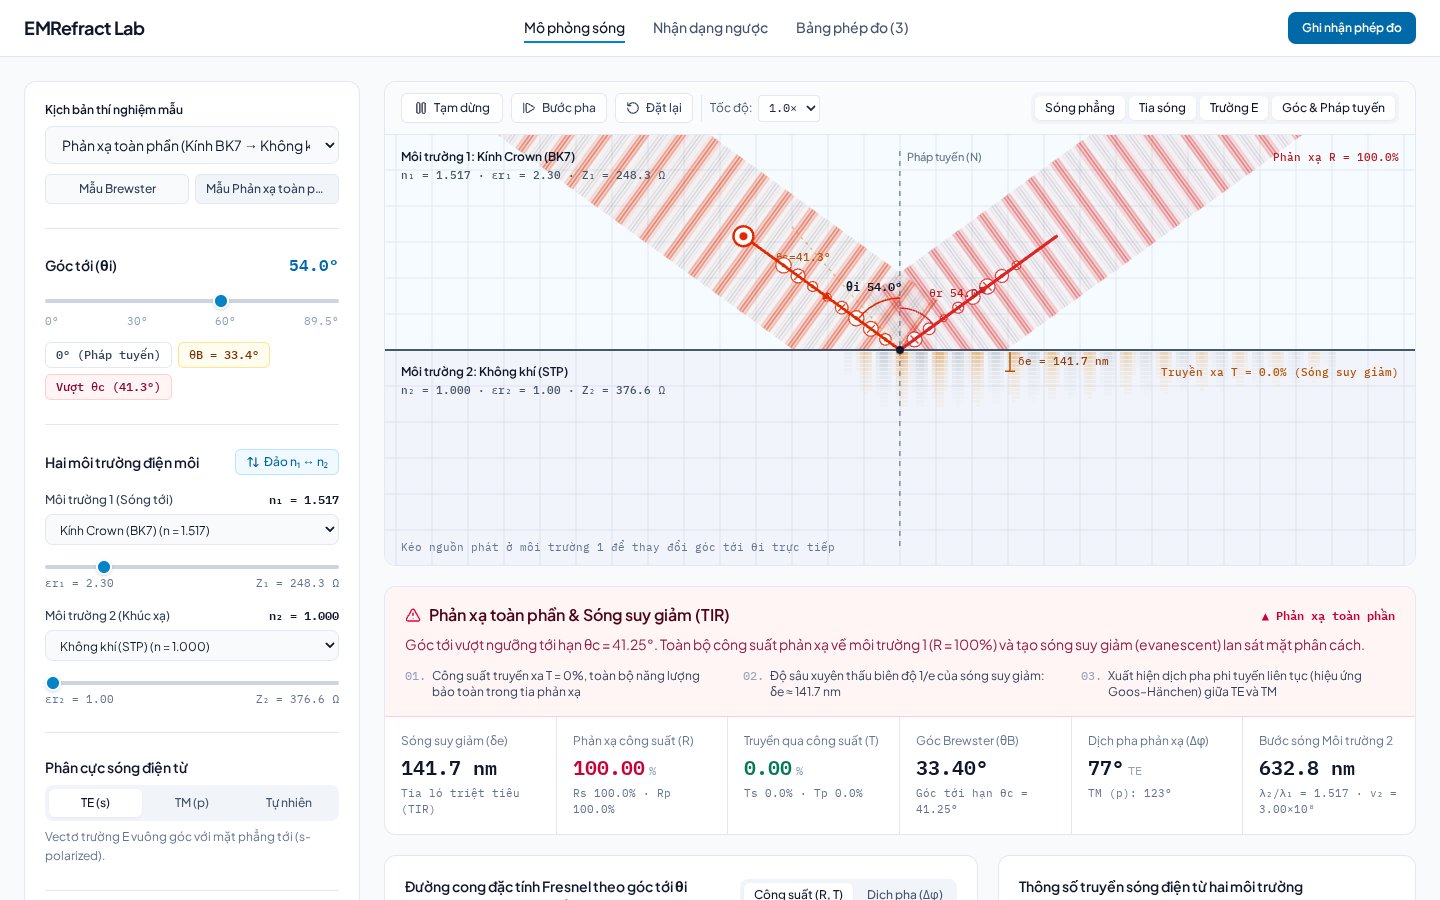 EMRefract Lab
Mô phỏng sóng
Nhận dạng ngược
Bảng phép đo (3)
Ghi nhận phép đo
Kịch bản thí nghiệm mẫu
Phản xạ toàn phần (Kính BK7 → Không k
Mẫu Brewster
Mẫu Phản xạ toàn p...
Góc tới (θi)
54.0°
0°
30°
60°
89.5°
0° (Pháp tuyến)
θB = 33.4°
Vượt θc (41.3°)
Hai môi trường điện môi
Đảo n₁ ↔ n₂
Môi trường 1 (Sóng tới)
n₁ = 1.517
Kính Crown (BK7) (n = 1.517)
εr₁ = 2.30
Z₁ = 248.3 Ω
Môi trường 2 (Khúc xạ)
n₂ = 1.000
Không khí (STP) (n = 1.000)
εr₂ = 1.00
Z₂ = 376.6 Ω
Phân cực sóng điện từ
TE (s)
TM (p)
Tự nhiên
Vectơ trường E vuông góc với mặt phẳng tới (s-
polarized).
Tạm dừng
Bước pha
Đặt lại
Tốc độ:
1.0×
Sóng phẳng
Tia sóng
Trường E
Góc & Pháp tuyến
Môi trường 1: Kính Crown (BK7)
n₁ = 1.517 · εr₁ = 2.30 · Z₁ = 248.3 Ω
Pháp tuyến (N)
Phản xạ R = 100.0%
θc=41.3°
θi 54.0°
θr 54.0°
Môi trường 2: Không khí (STP)
n₂ = 1.000 · εr₂ = 1.00 · Z₂ = 376.6 Ω
δe = 141.7 nm
Truyền xạ T = 0.0% (Sóng suy giảm)
Kéo nguồn phát ở môi trường 1 để thay đổi góc tới θi trực tiếp
Phản xạ toàn phần & Sóng suy giảm (TIR)
▲ Phản xạ toàn phần
Góc tới vượt ngưỡng tới hạn θc = 41.25°. Toàn bộ công suất phản xạ về môi trường 1 (R = 100%) và tạo sóng suy giảm (evanescent) lan sát mặt phân cách.
01. Công suất truyền xạ T = 0%, toàn bộ năng lượng
bảo toàn trong tia phản xạ
02. Độ sâu xuyên thấu biên độ 1/e của sóng suy giảm:
δe ≈ 141.7 nm
03. Xuất hiện dịch pha phi tuyến liên tục (hiệu ứng
Goos–Hänchen) giữa TE và TM
Sóng suy giảm (δe)
141.7 nm
Tia ló triệt tiêu
(TIR)
Phản xạ công suất (R)
100.00 %
Rs 100.0% · Rp
100.0%
Truyền qua công suất (T)
0.00 %
Ts 0.0% · Tp 0.0%
Góc Brewster (θB)
33.40°
Góc tới hạn θc =
41.25°
Dịch pha phản xạ (Δφ)
77° TE
TM (p): 123°
Bước sóng Môi trường 2
632.8 nm
λ₂/λ₁ = 1.517 · v₂ =
3.00×10⁸
Đường cong đặc tính Fresnel theo góc tới θi
Công suất (R, T)
Dịch pha (Δφ)
Thông số truyền sóng điện từ hai môi trường